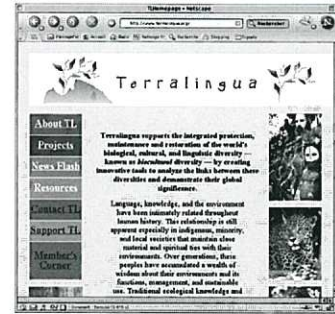 TLHomepage - Netscape
Rechercher
Terralingua
About TL
Projects
News Flash
Resources
Contact TL
Support TL
Member's
Corner
Terralingua supports the integrated protection,
maintenance and restoration of the world's
biological, cultural, and linguistic diversity —
known as biocultural diversity — by creating
innovative tools to analyze the links between these
diversities and demonstrate their global
significance.
Language, knowledge, and the environment
have been intimately related throughout
human history. This relationship is still
apparent especially in indigenous, minority,
and local societies that maintain close
material and spiritual ties with their
environments. Over generations, these
peoples have accumulated a wealth of
wisdom about their environments and its
functions, management, and sustainable
use. Traditional ecological knowledge and